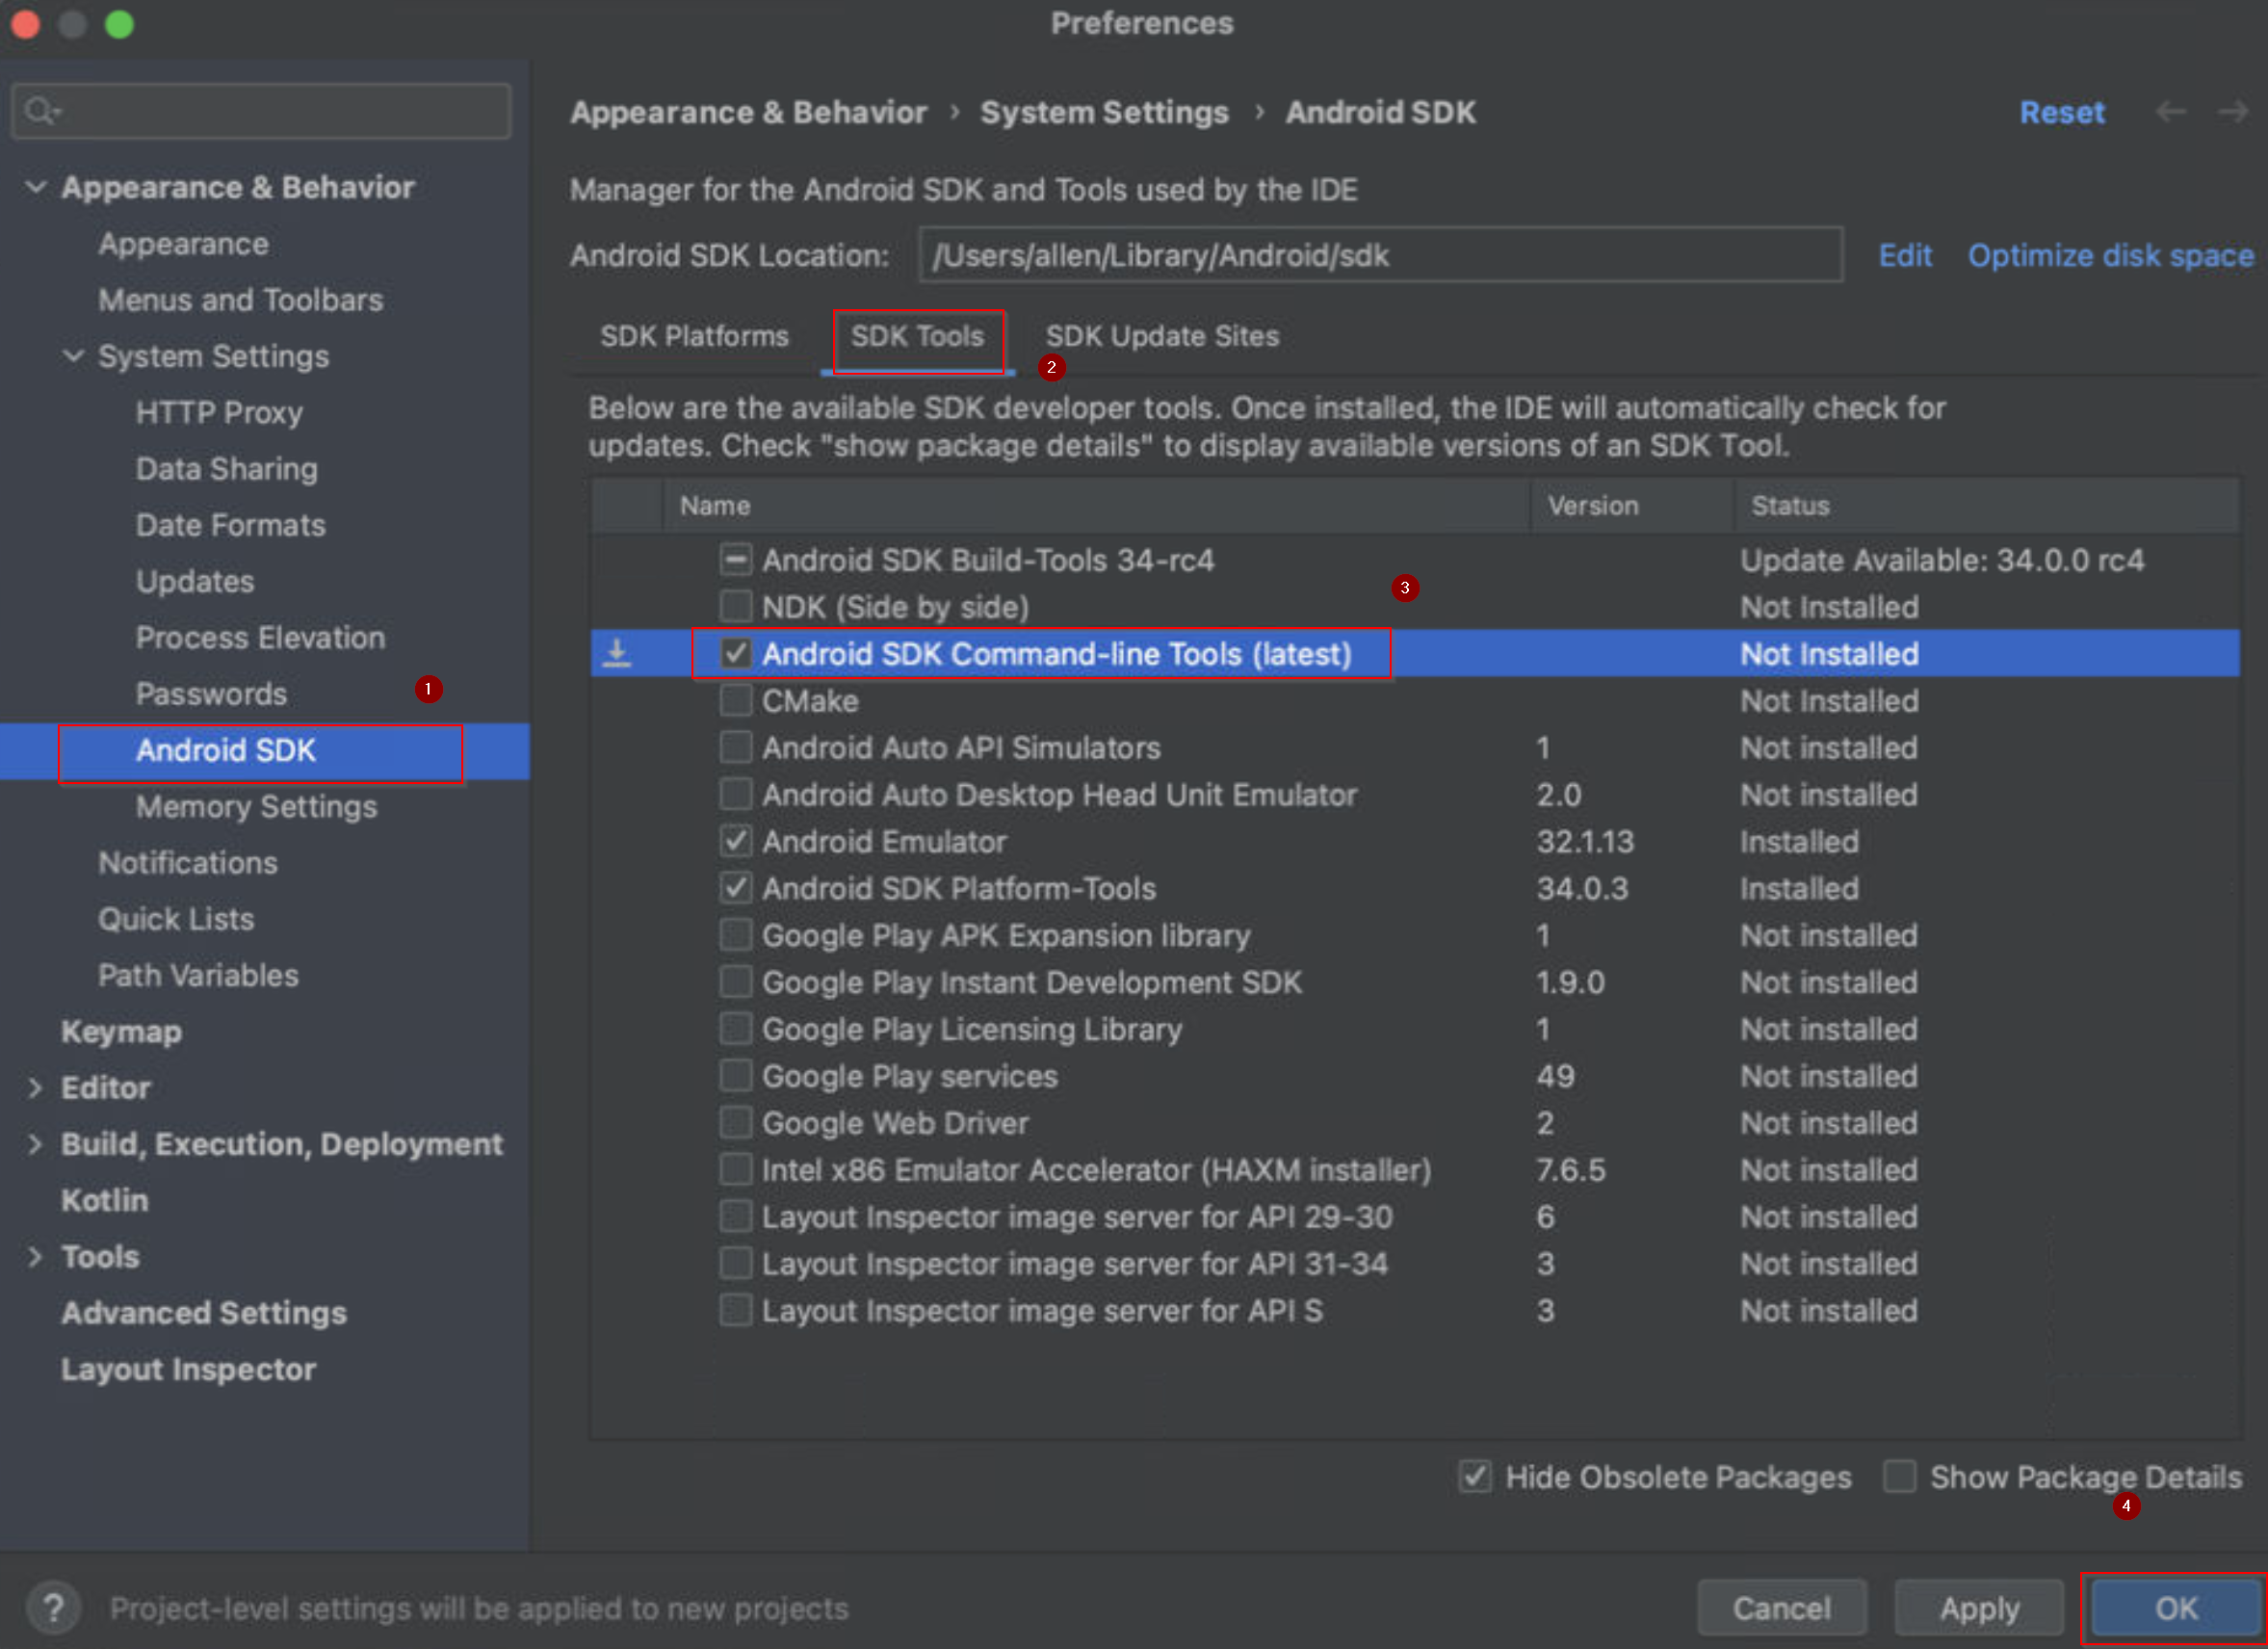 Preferences
Appearance & Behavior
Appearance
Menus and Toolbars
System Settings
HTTP Proxy
Data Sharing
Date Formats
Updates
Process Elevation
Passwords
1
Android SDK
Memory Settings
Notifications
Quick Lists
Path Variables
Keymap
Editor
Build, Execution, Deployment
Kotlin
Tools
Advanced Settings
Layout Inspector
Appearance & Behavior › System Settings › Android SDK
Reset
Manager for the Android SDK and Tools used by the IDE
Android SDK Location: /Users/allen/Library/Android/sdk Edit Optimize disk space
SDK Platforms SDK Tools SDK Update Sites
2
Below are the available SDK developer tools. Once installed, the IDE will automatically check for
updates. Check "show package details" to display available versions of an SDK Tool.
Name Version Status
Android SDK Build-Tools 34-rc4 Update Available: 34.0.0 rc4
3
NDK (Side by side) Not Installed
Android SDK Command-line Tools (latest) Not Installed
CMake Not Installed
Android Auto API Simulators 1 Not installed
Android Auto Desktop Head Unit Emulator 2.0 Not installed
Android Emulator 32.1.13 Installed
Android SDK Platform-Tools 34.0.3 Installed
Google Play APK Expansion library 1 Not installed
Google Play Instant Development SDK 1.9.0 Not installed
Google Play Licensing Library 1 Not installed
Google Play services 49 Not installed
Google Web Driver 2 Not installed
Intel x86 Emulator Accelerator (HAXM installer) 7.6.5 Not installed
Layout Inspector image server for API 29-30 6 Not installed
Layout Inspector image server for API 31-34 3 Not installed
Layout Inspector image server for API S 3 Not installed
Hide Obsolete Packages Show Package Details
4
? Project-level settings will be applied to new projects
Cancel Apply OK